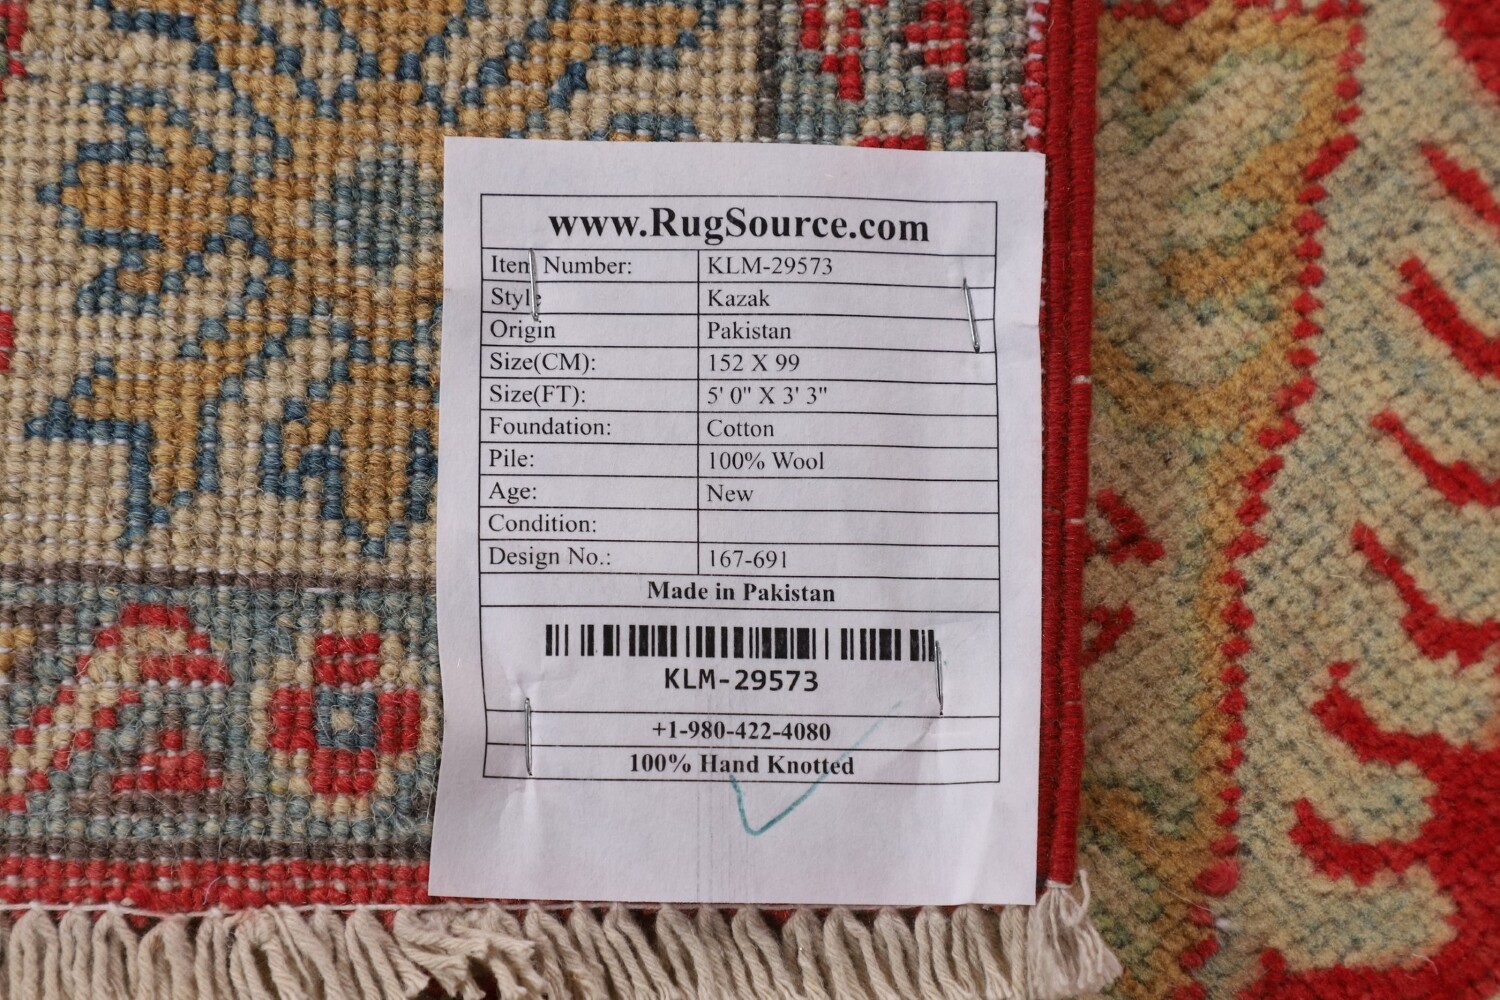 www.RugSource.com
Item Number: KLM-29573
Style Kazak
Origin Pakistan
Size(CM): 152 X 99
Size(FT): 5' 0" X 3' 3"
Foundation: Cotton
Pile: 100% Wool
Age: New
Condition:
Design No.: 167-691
Made in Pakistan
KLM-29573
+1-980-422-4080
100% Hand Knotted